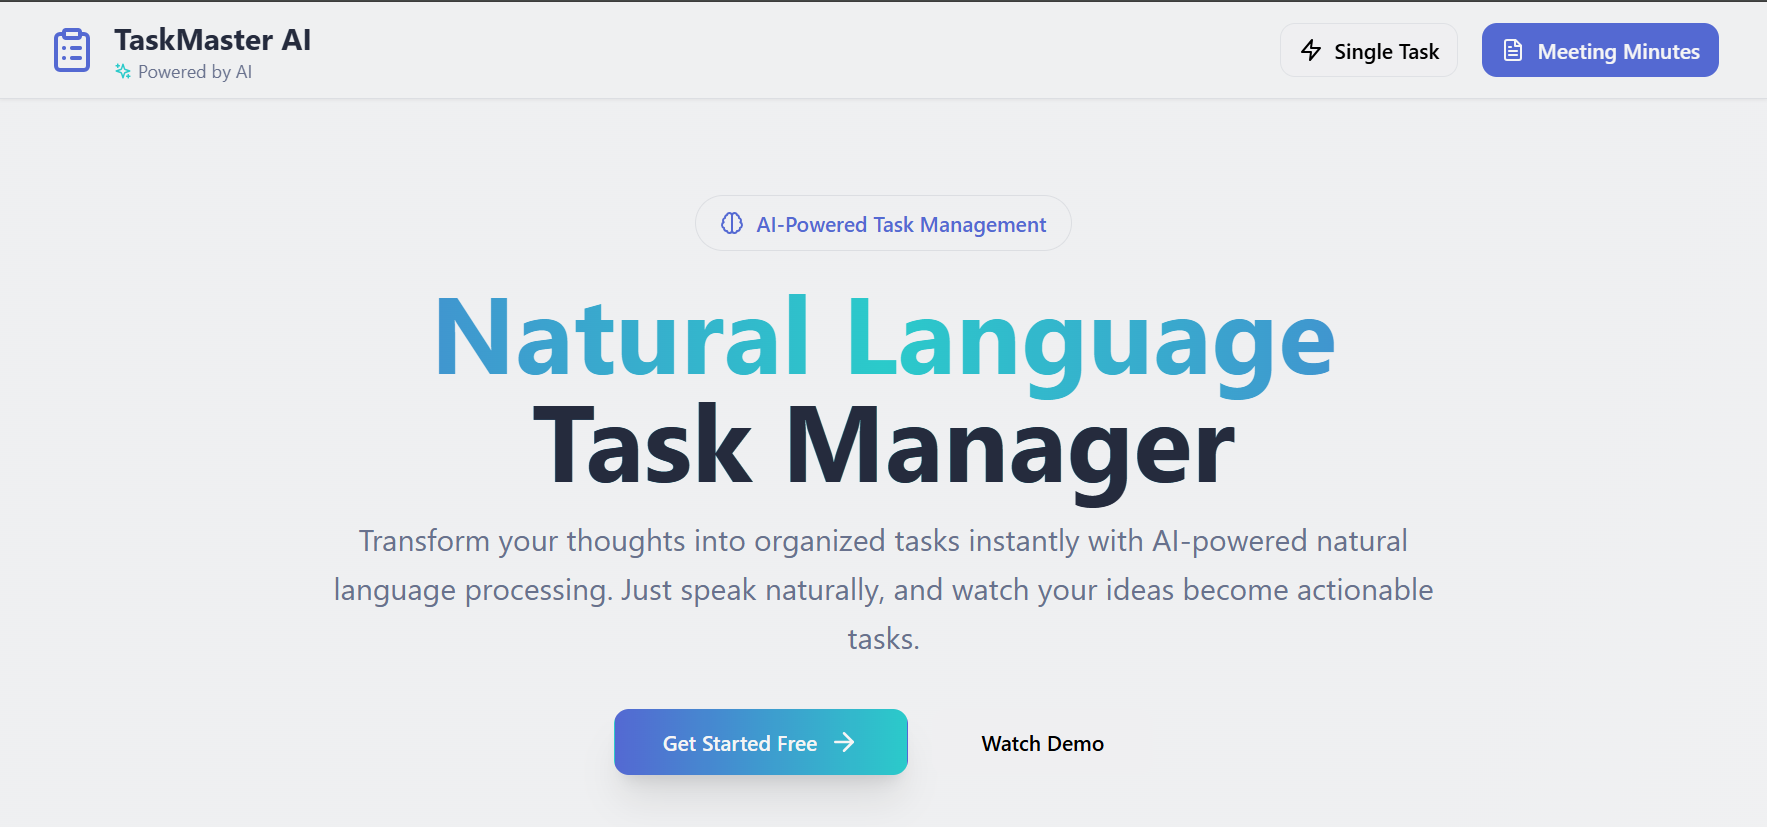 TaskMaster AI
Powered by AI
Single Task
Meeting Minutes
AI-Powered Task Management
Natural Language
Task Manager
Transform your thoughts into organized tasks instantly with AI-powered natural
language processing. Just speak naturally, and watch your ideas become actionable
tasks.
Get Started Free
Watch Demo